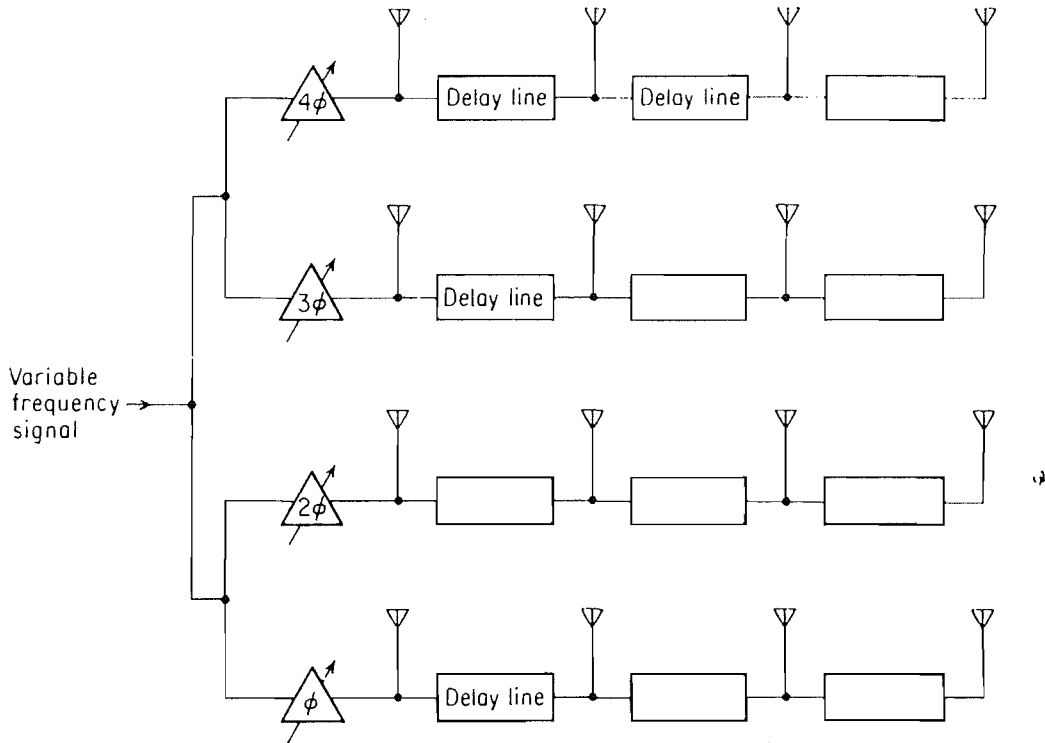 4φ
Delay line
Delay line
3φ
Delay line
Variable
frequency
signal
2φ
φ
Delay line